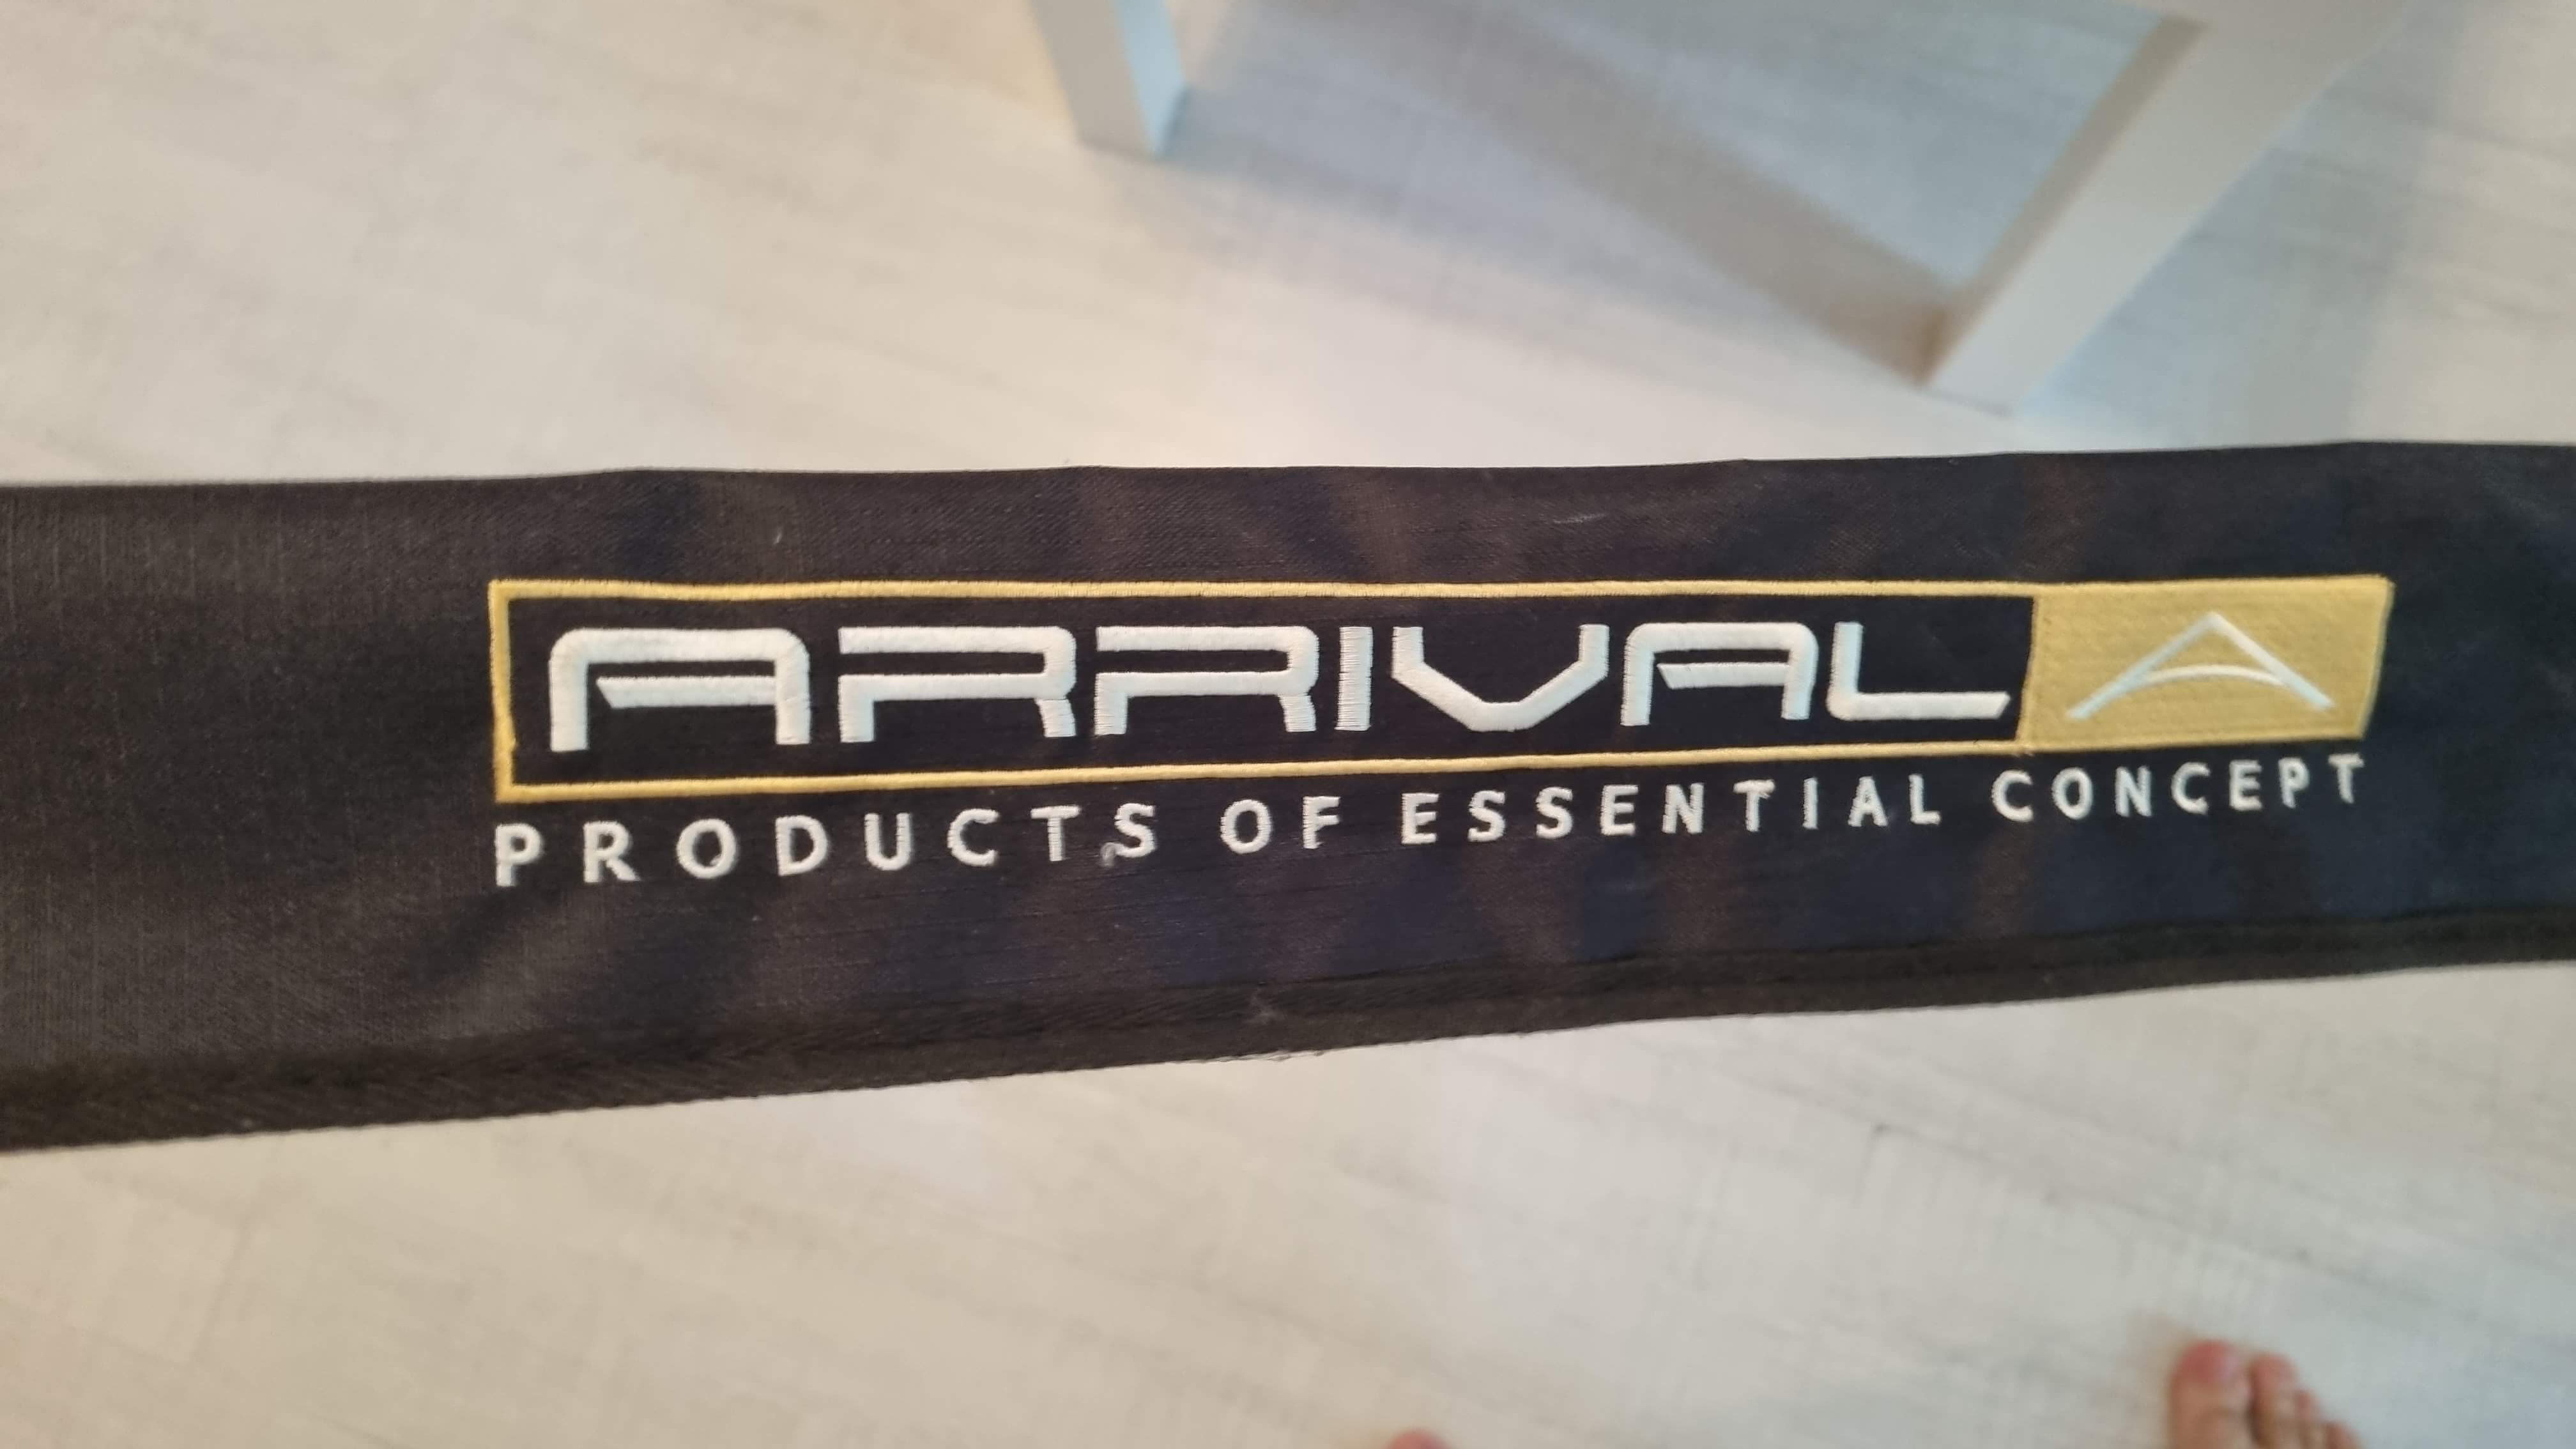 ARRIVAL
PRODUCTS OF ESSENTIAL CONCEPT